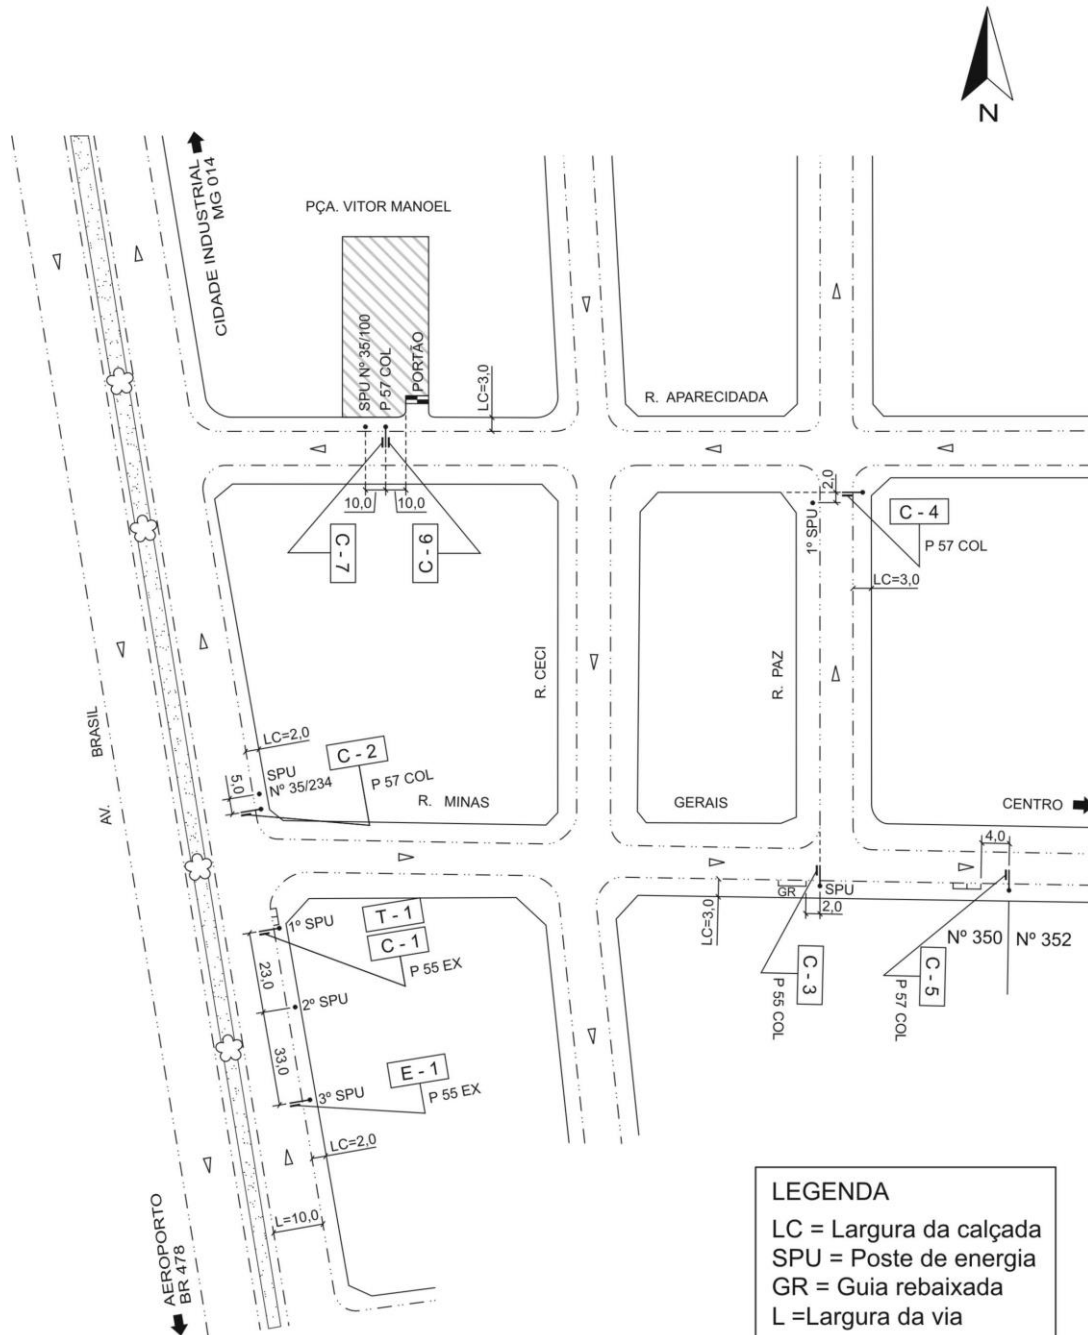 N
CIDADE INDUSTRIAL
MG 014
PÇA. VITOR MANOEL
SPU Nº 35/100
P 57 COL
PORTÃO
LC=3,0
R. APARECIDADA
10,0
10,0
C - 7
C - 6
2,0
1º SPU
C - 4
P 57 COL
LC=3,0
R. CECI
R. PAZ
AV.
BRASIL
LC=2,0
SPU
Nº 35/234
5,0
C - 2
P 57 COL
R. MINAS
GERAIS
CENTRO
4,0
GR
SPU
2,0
LC=3,0
Nº 350
Nº 352
C - 3
P 55 COL
C - 5
P 57 COL
1º SPU
T - 1
C - 1
P 55 EX
23,0
2º SPU
33,0
E - 1
P 55 EX
3º SPU
LC=2,0
L=10,0
AEROPORTO
BR 478
LEGENDA
LC = Largura da calçada
SPU = Poste de energia
GR = Guia rebaixada
L =Largura da via